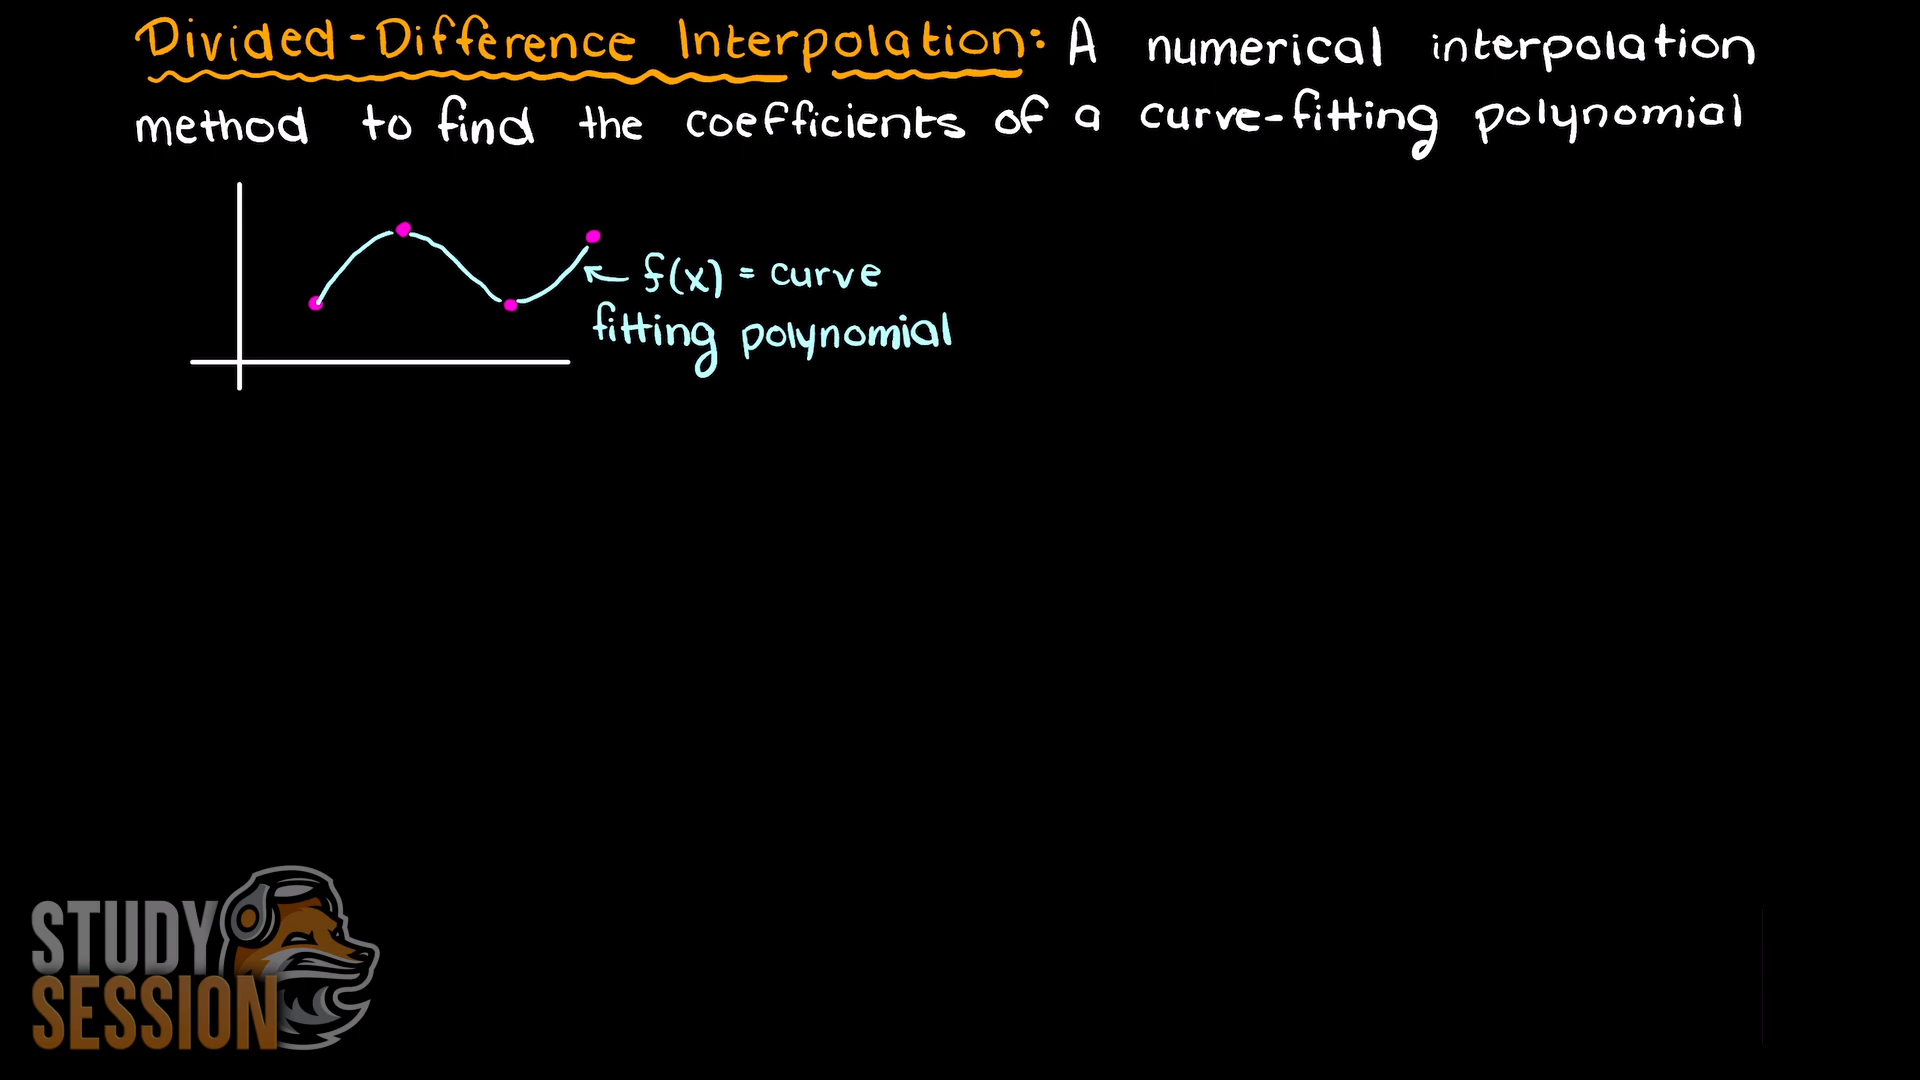 Divided-Difference Interpolation: A numerical interpolation
method to find the coefficients of a curve-fitting polynomial
f(x) = curve
fitting polynomial
STUDY
SESSION